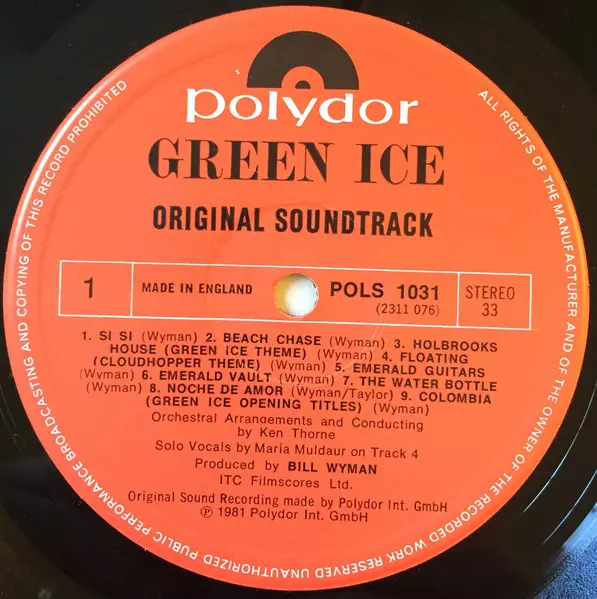 polydor
GREEN ICE
ORIGINAL SOUNDTRACK
1
MADE IN ENGLAND
POLS 1031
(2311 076)
STEREO
33
1. SI SI (Wyman) 2. BEACH CHASE (Wyman) 3. HOLBROOKS
HOUSE (GREEN ICE THEME) (Wyman) 4. FLOATING
(CLOUDHOPPER THEME) (Wyman) 5. EMERALD GUITARS
(Wyman) 6. EMERALD VAULT (Wyman) 7. THE WATER BOTTLE
(Wyman) 8. NOCHE DE AMOR (Wyman/Taylor) 9. COLOMBIA
(GREEN ICE OPENING TITLES) (Wyman)
Orchestral Arrangements and Conducting
by Ken Thorne
Solo Vocals by Maria Muldaur on Track 4
Produced by BILL WYMAN
ITC Filmscores Ltd.
Original Sound Recording made by Polydor Int. GmbH
℗ 1981 Polydor Int. GmbH
ALL RIGHTS OF THE MANUFACTURER AND OF THE OWNER OF THE RECORDED WORK RESERVED UNAUTHORIZED PUBLIC PERFORMANCE BROADCASTING AND COPYING OF THIS RECORD PROHIBITED